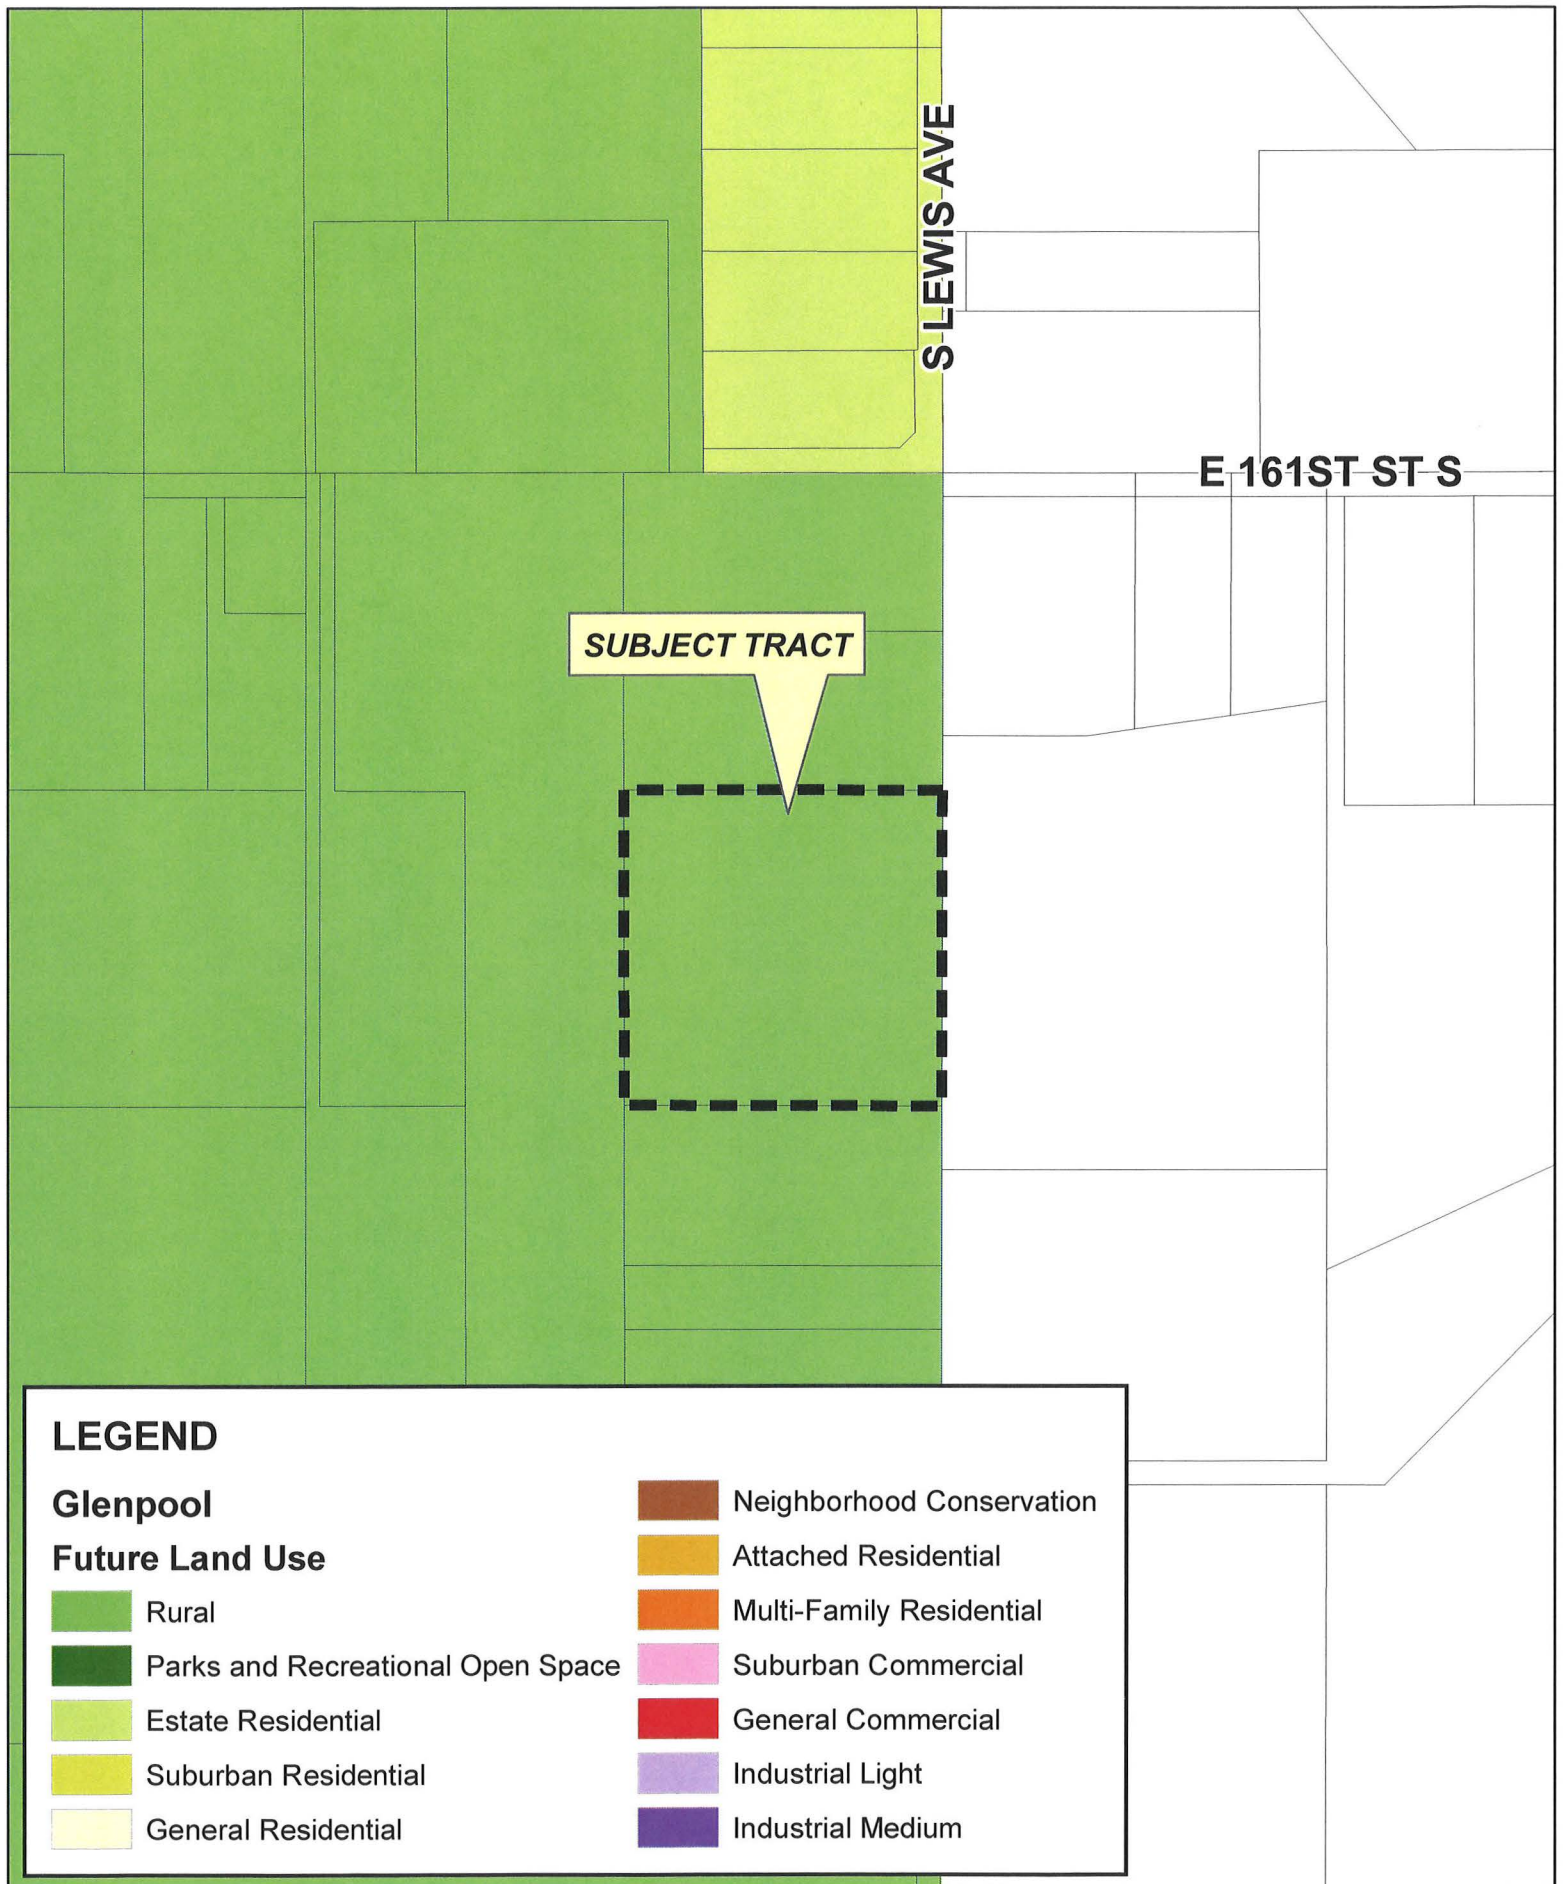 S LEWIS AVE
E 161ST ST S
SUBJECT TRACT
LEGEND
Glenpool
Future Land Use
Rural
Parks and Recreational Open Space
Estate Residential
Suburban Residential
General Residential
Neighborhood Conservation
Attached Residential
Multi-Family Residential
Suburban Commercial
General Commercial
Industrial Light
Industrial Medium